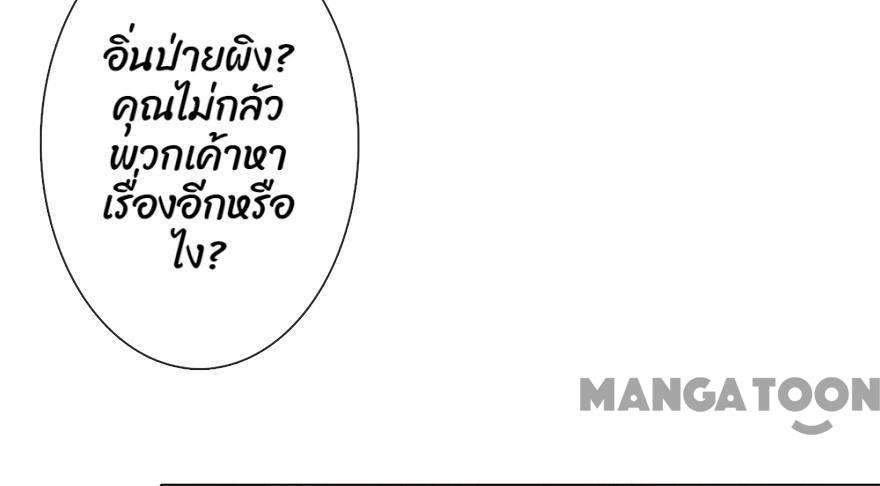 อิ่นป่ายผิง?
คุณไม่กลัว
พวกเค้าหา
เรื่องอีกหรือ
ไง?
MANGATOON